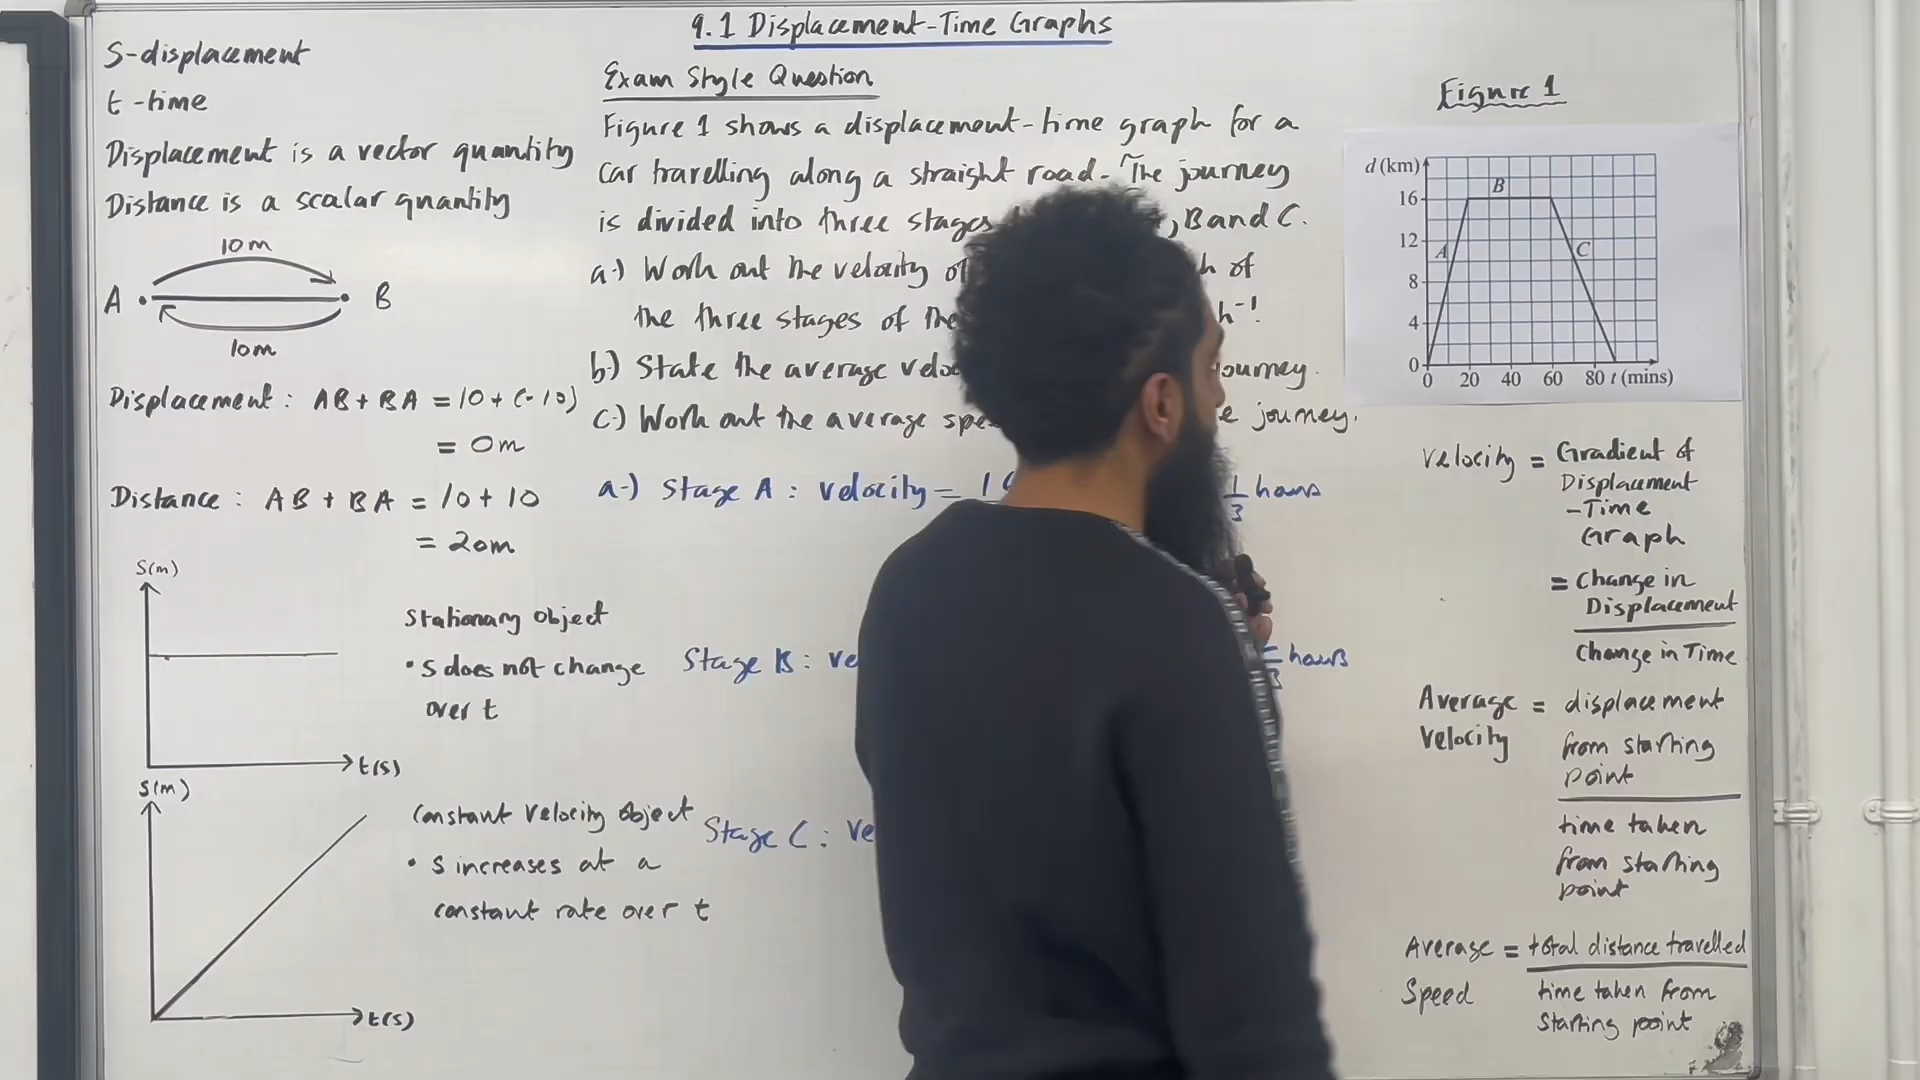 9.1 Displacement-Time Graphs
S-displacement
t-time
Displacement is a vector quantity
Distance is a scalar quantity
10m
A
B
10m
Displacement: AB + BA = 10 + (-10)
= 0m
Distance: AB + BA = 10 + 10
= 20m
S(m)
t(s)
Stationary object
• s does not change
over t
S(m)
t(s)
Constant velocity object
• s increases at a
constant rate over t
Exam Style Question
Figure 1 shows a displacement-time graph for a
car travelling along a straight road. The journey
is divided into three stages , B and C.
a.) Work out the velocity of
the three stages of the h⁻¹.
b.) State the average journey.
c.) Work out the average journey.
a.) Stage A: velocity = 1/3 hours
Stage B: hours
Stage C:
Figure 1
d (km)
16
12
8
4
0
A
B
C
0 20 40 60 80 t (mins)
Velocity = Gradient of
Displacement
-Time
Graph
= Change in
Displacement
Change in Time
Average = displacement
Velocity from starting
point
time taken
from starting
point
Average = total distance travelled
Speed time taken from
starting point